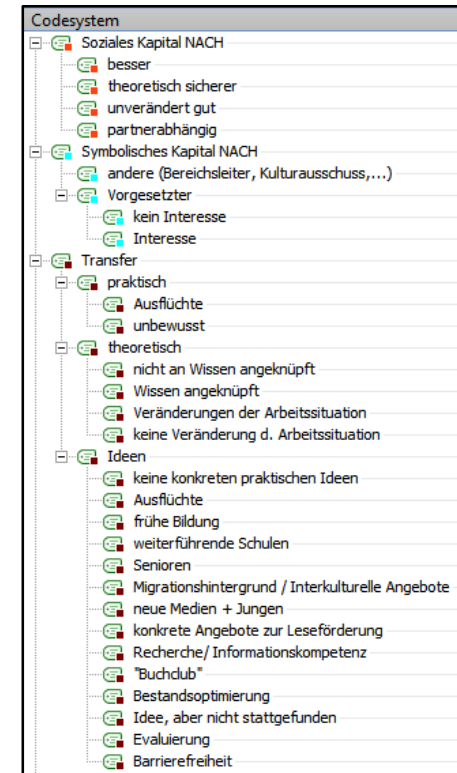 Codesystem
Soziales Kapital NACH
besser
theoretisch sicherer
unverändert gut
partnerabhängig
Symbolisches Kapital NACH
andere (Bereichsleiter, Kulturausschuss,...)
Vorgesetzter
kein Interesse
Interesse
Transfer
praktisch
Ausflüchte
unbewusst
theoretisch
nicht an Wissen angeknüpft
Wissen angeknüpft
Veränderungen der Arbeitssituation
keine Veränderung d. Arbeitssituation
Ideen
keine konkreten praktischen Ideen
Ausflüchte
frühe Bildung
weiterführende Schulen
Senioren
Migrationshintergrund / Interkulturelle Angebote
neue Medien + Jungen
konkrete Angebote zur Leseförderung
Recherche/ Informationskompetenz
"Buchclub"
Bestandsoptimierung
Idee, aber nicht stattgefunden
Evaluierung
Barrierefreiheit